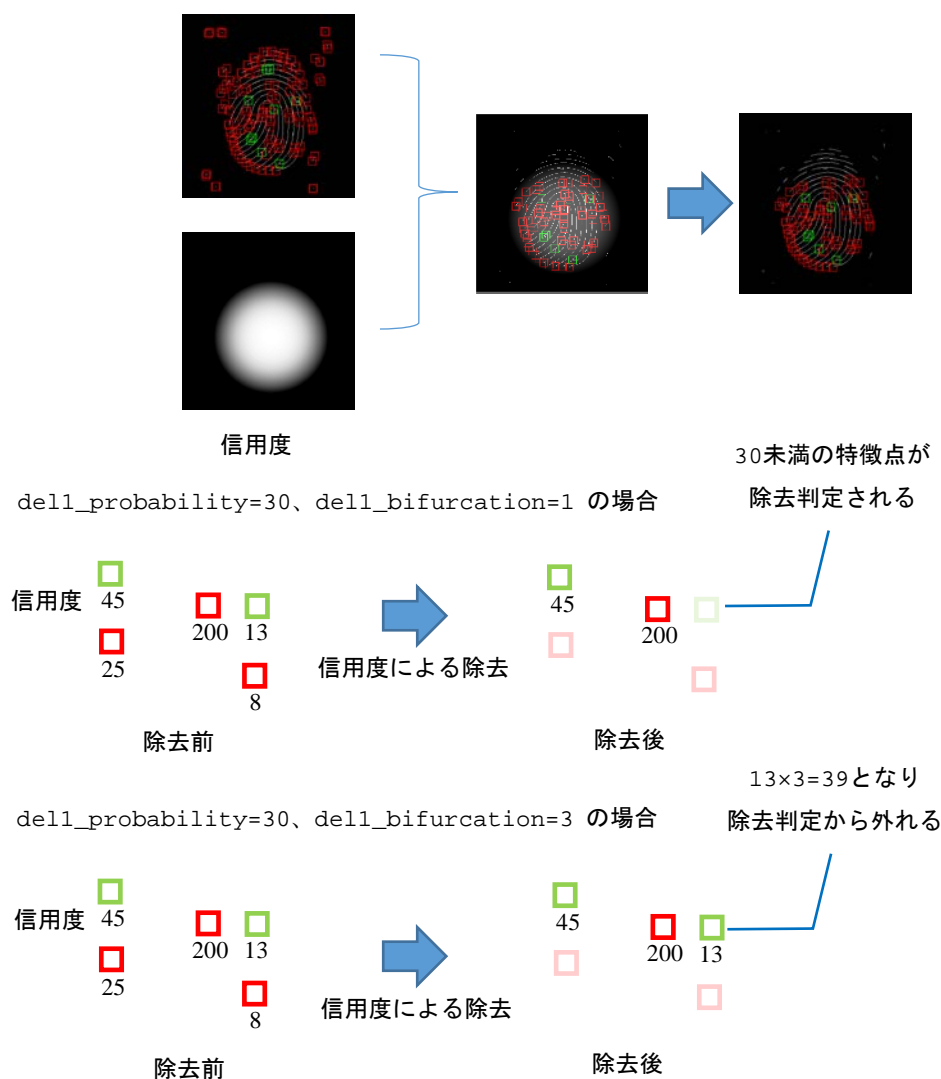 信用度
30未満の特徴点が
除去判定される
del1_probability=30、del1_bifurcation=1 の場合
信用度
45
200
13
25
8
信用度による除去
45
200
除去前
除去後
13×3=39となり
除去判定から外れる
del1_probability=30、del1_bifurcation=3 の場合
信用度
45
200
13
25
8
信用度による除去
45
200
13
除去前
除去後